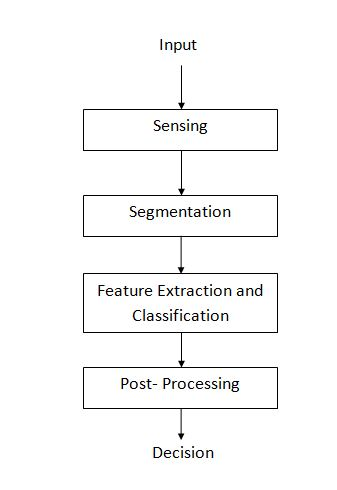 Input
Sensing
Segmentation
Feature Extraction and
Classification
Post- Processing
Decision